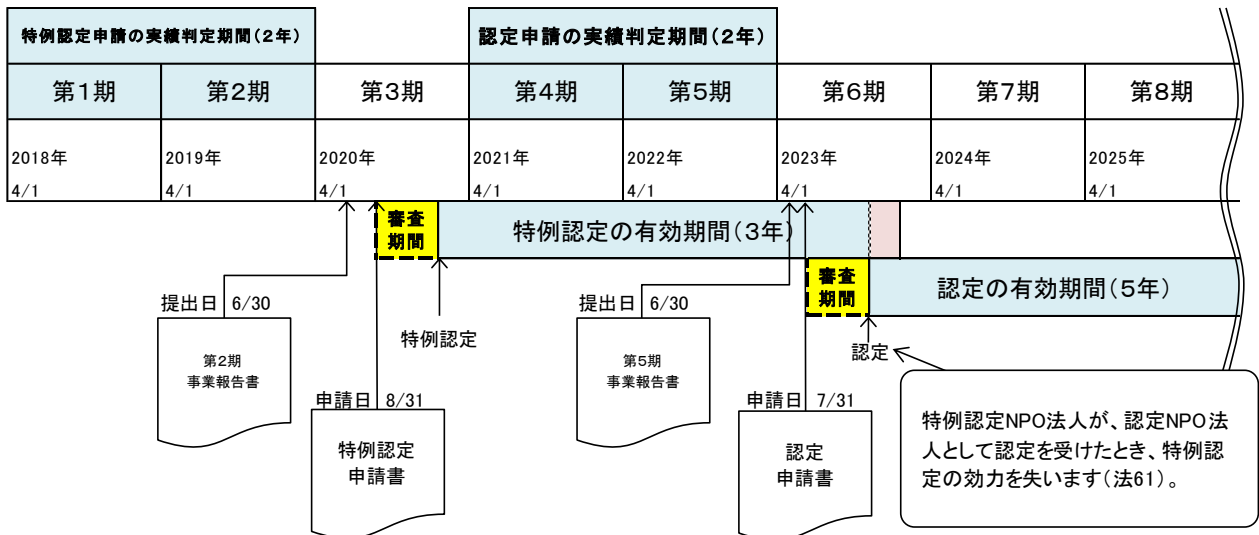 特例認定申請の実績判定期間（2年）
認定申請の実績判定期間（2年）
第1期
第2期
第3期
第4期
第5期
第6期
第7期
第8期
2018年
4/1
2019年
4/1
2020年
4/1
2021年
4/1
2022年
4/1
2023年
4/1
2024年
4/1
2025年
4/1
審査
期間
特例認定の有効期間（3年）
審査
期間
認定の有効期間（5年）
提出日 6/30
第2期
事業報告書
特例認定
申請日 8/31
特例認定
申請書
提出日 6/30
第5期
事業報告書
申請日 7/31
認定
申請書
認定
特例認定NPO法人が、認定NPO法
人として認定を受けたとき、特例認
定の効力を失います（法61）。